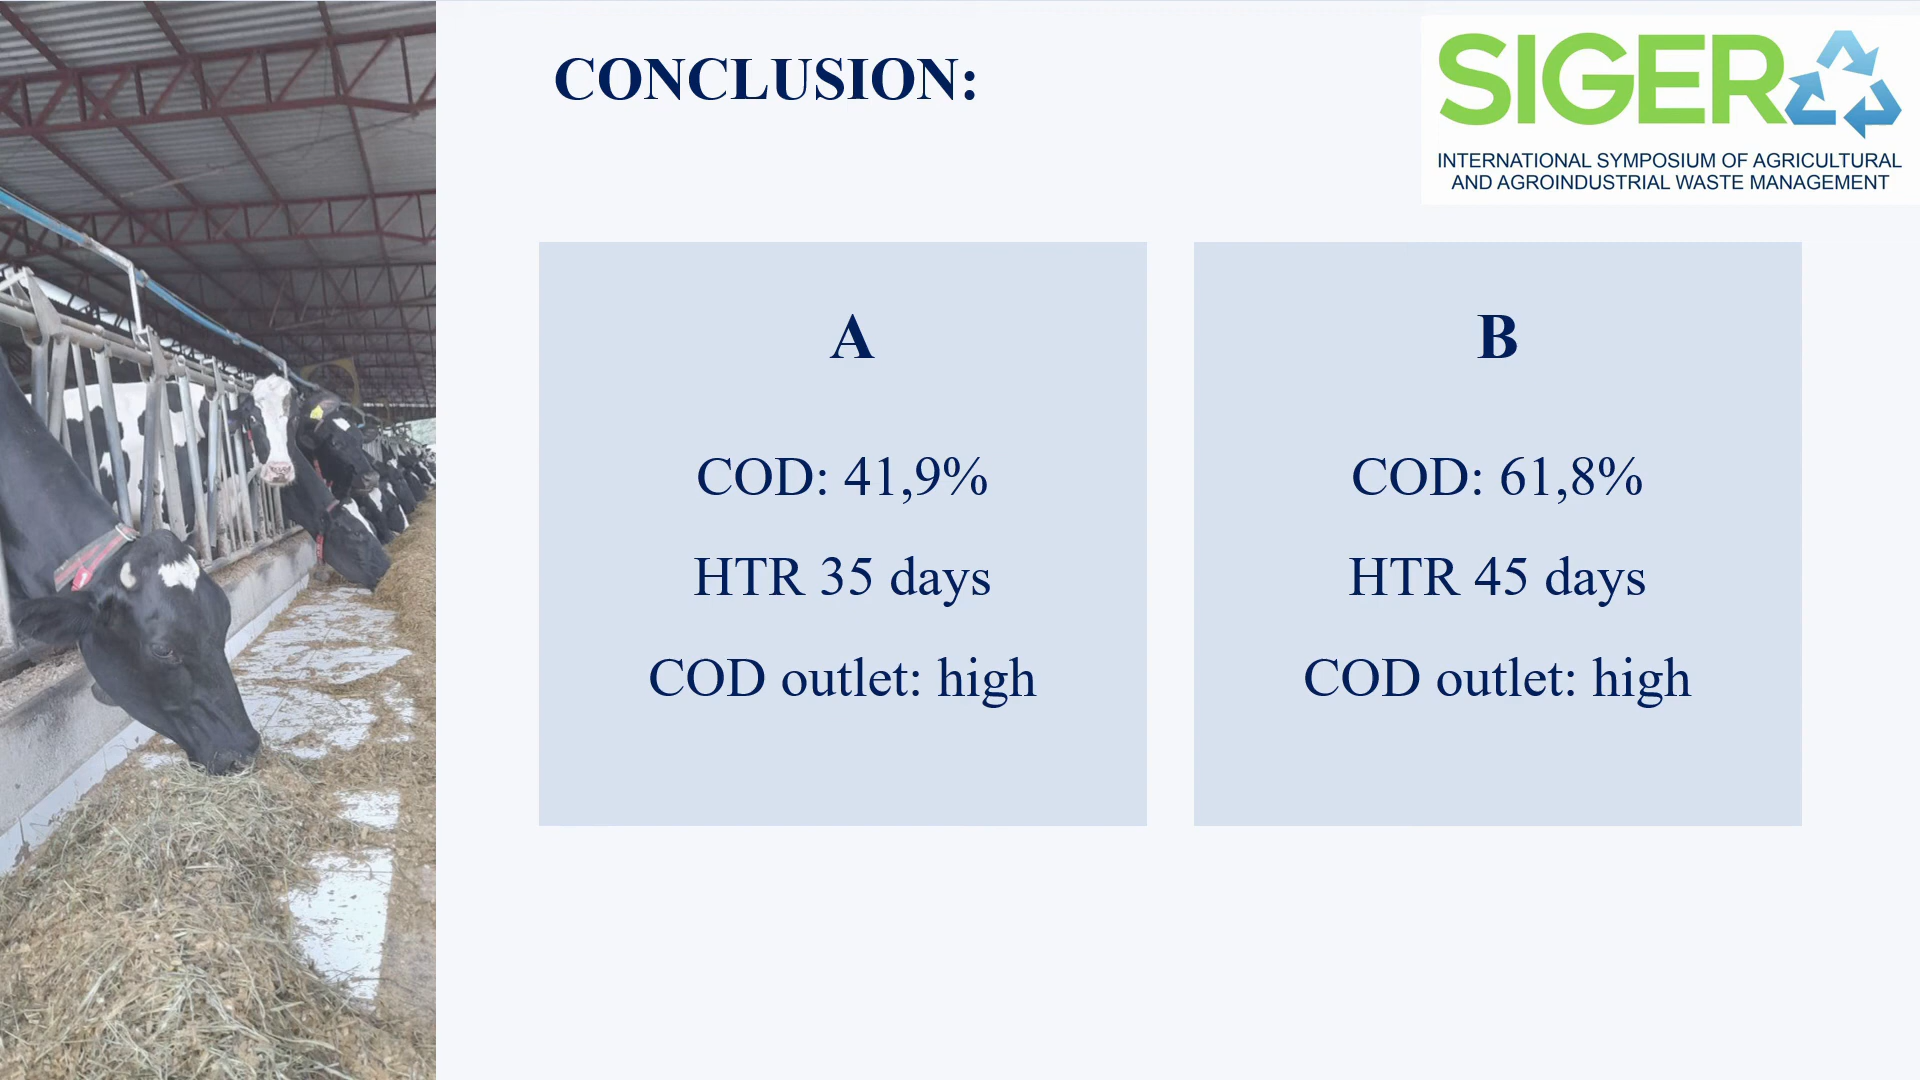 CONCLUSION:
SIGERA
INTERNATIONAL SYMPOSIUM OF AGRICULTURAL
AND AGROINDUSTRIAL WASTE MANAGEMENT
A
COD: 41,9%
HTR 35 days
COD outlet: high
B
COD: 61,8%
HTR 45 days
COD outlet: high